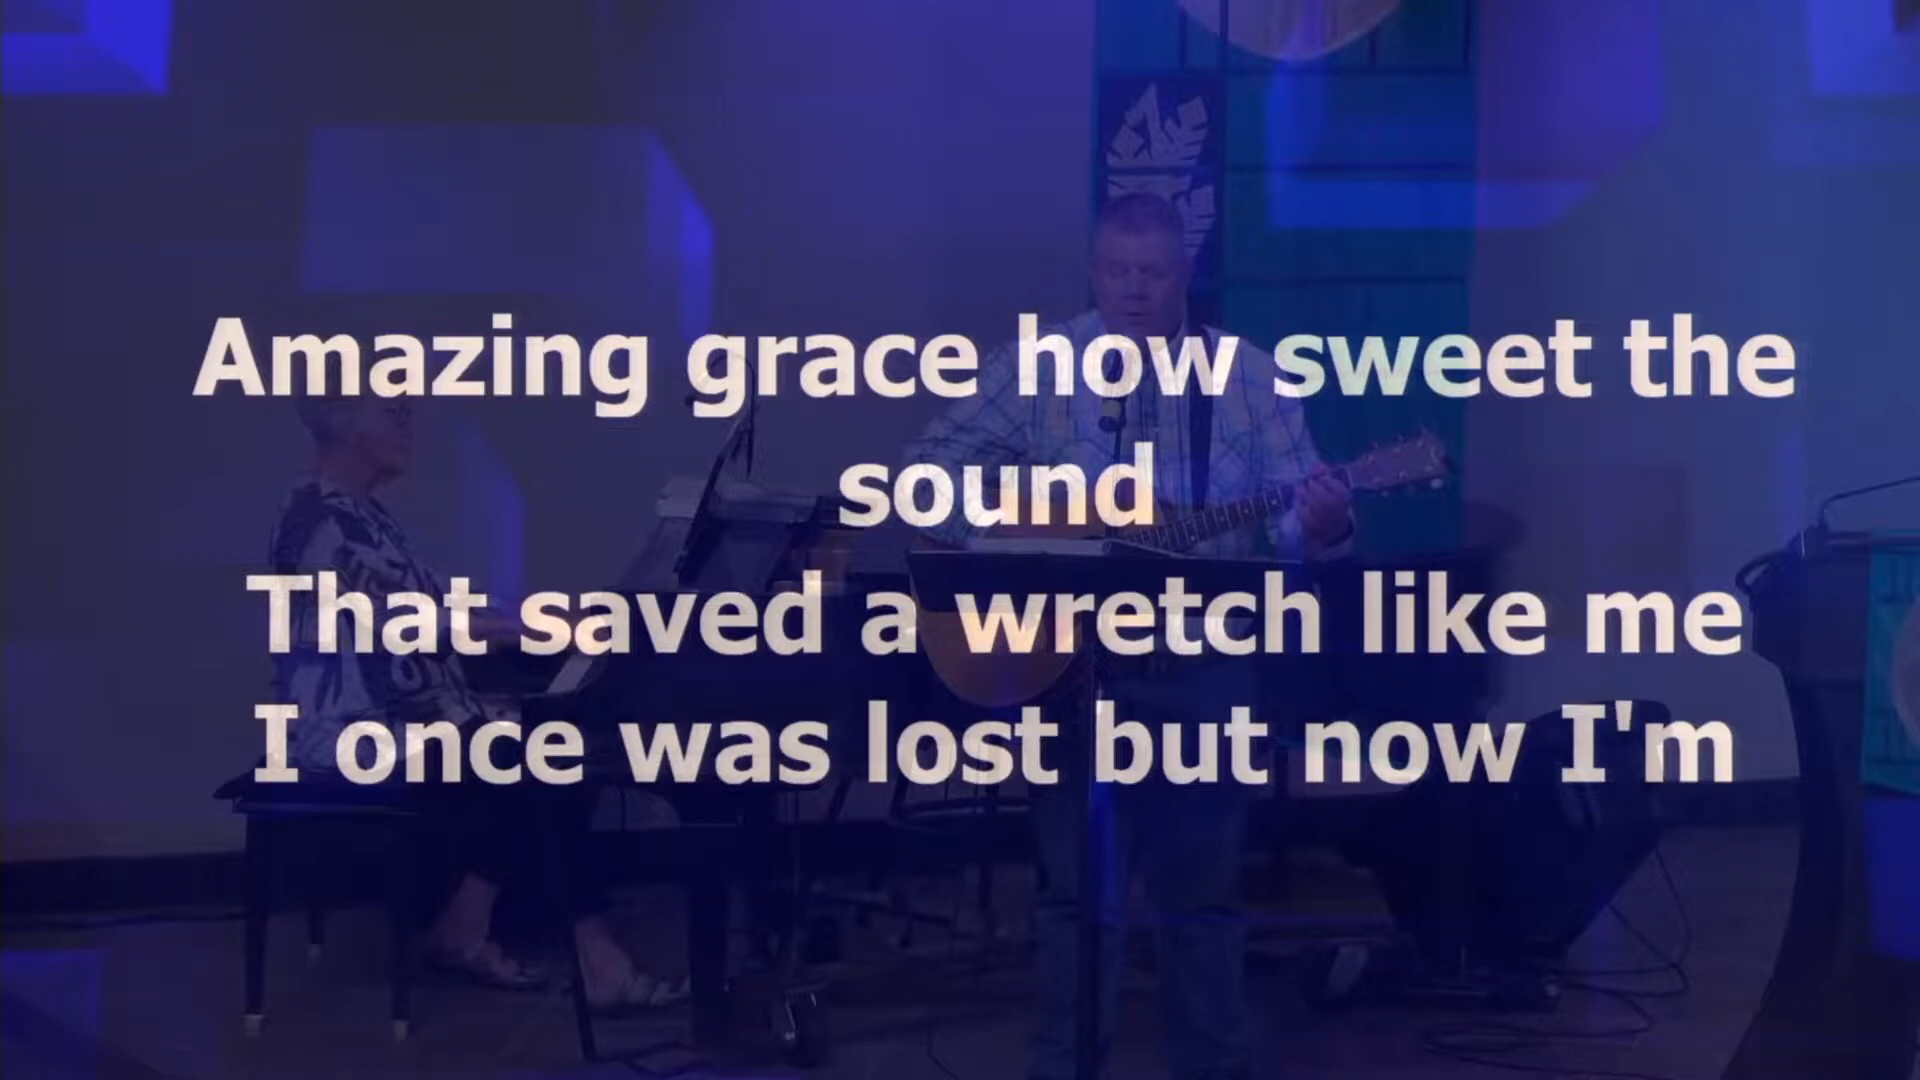 Amazing grace how sweet the
sound
That saved a wretch like me
I once was lost but now I'm